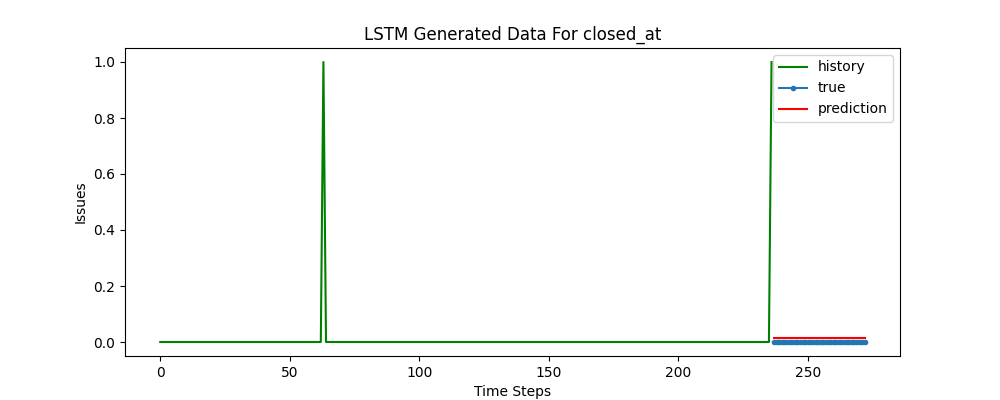 LSTM Generated Data For closed_at
1.0
0.8
0.6
0.4
0.2
0.0
Issues
history
true
prediction
0 50 100 150 200 250
Time Steps